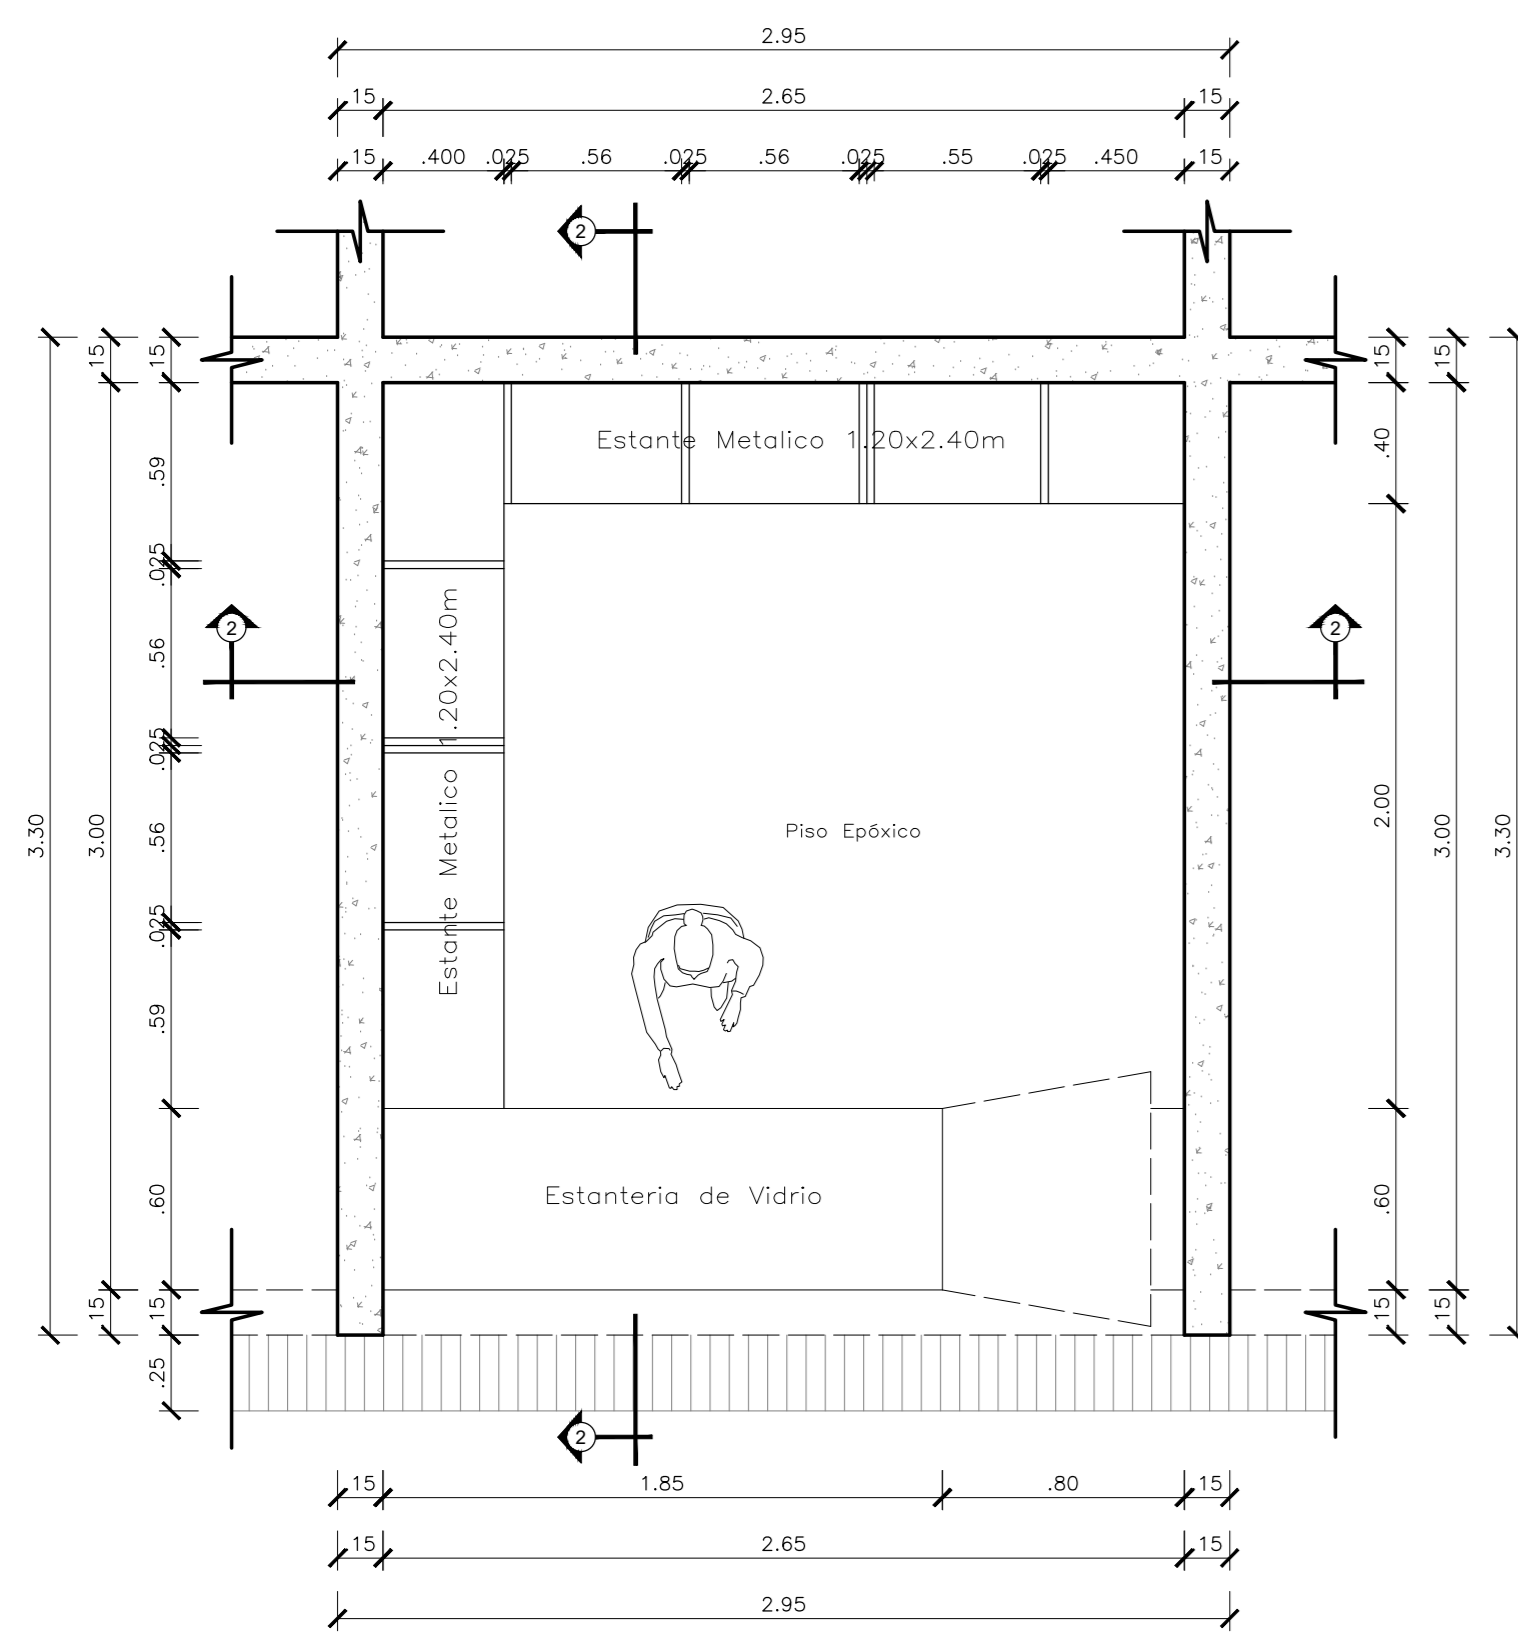 2.95
15 2.65 15
15 .400 .025 .56 .025 .56 .025 .55 .025 .450 15
2
15 15 15 15
Estante Metalico 1.20x2.40m
.59 .40
.025
2 2
.56
Estante Metalico 1.20x2.40m
.025
3.30 3.00 .56 2.00 3.00 3.30
Piso Epóxico
.025
.59
.60 .60
Estanteria de Vidrio
15 15 15 15
.25
2
15 1.85 .80 15
15 2.65 15
2.95